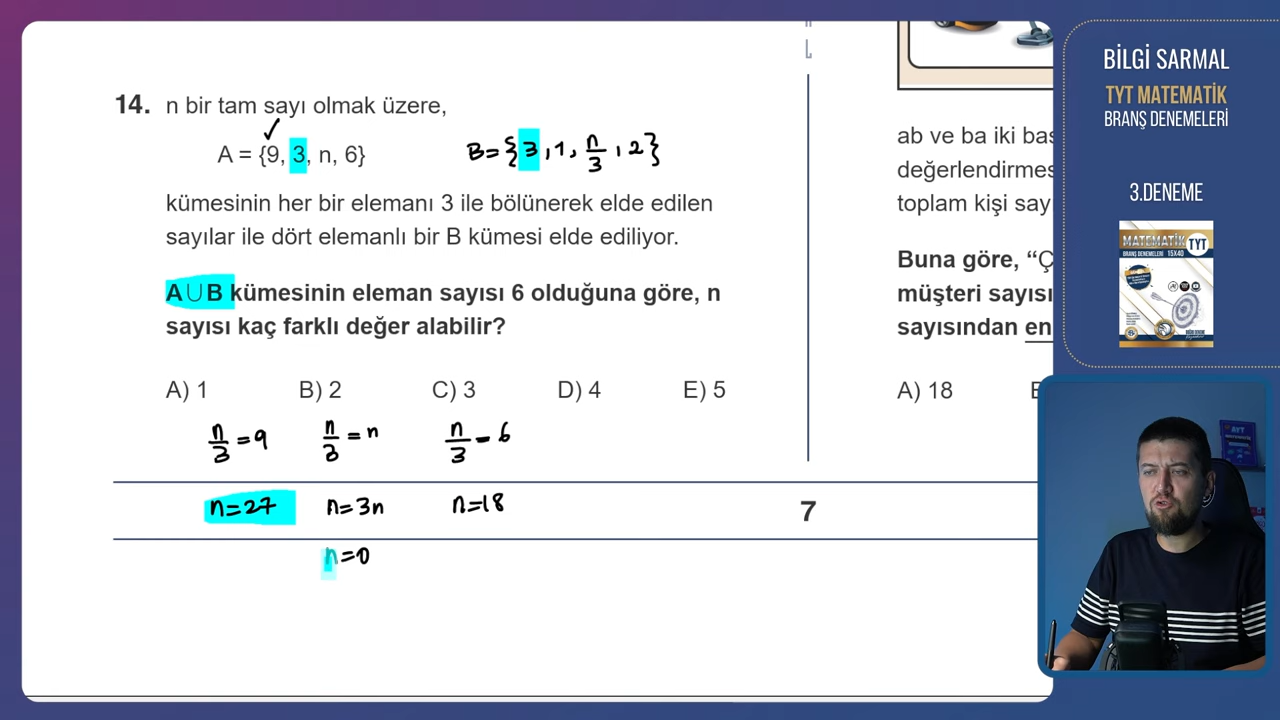 14. n bir tam sayı olmak üzere,
A = {9, 3, n, 6}
B = {3, 1, n/3, 2}
kümesinin her bir elemanı 3 ile bölünerek elde edilen
sayılar ile dört elemanlı bir B kümesi elde ediliyor.
A∪B kümesinin eleman sayısı 6 olduğuna göre, n
sayısı kaç farklı değer alabilir?
A) 1 B) 2 C) 3 D) 4 E) 5
n/3 = 9 n/3 = n n/3 = 6
n=27 n=3n n=18
n=0
7
ab ve ba iki bas
değerlendirmes
toplam kişi say
Buna göre, “Ç
müşteri sayısı
sayısından en
A) 18
BİLGİ SARMAL
TYT MATEMATİK
BRANŞ DENEMELERİ
3.DENEME
MATEMATİK TYT
BRANŞ DENEMELERİ 15X40